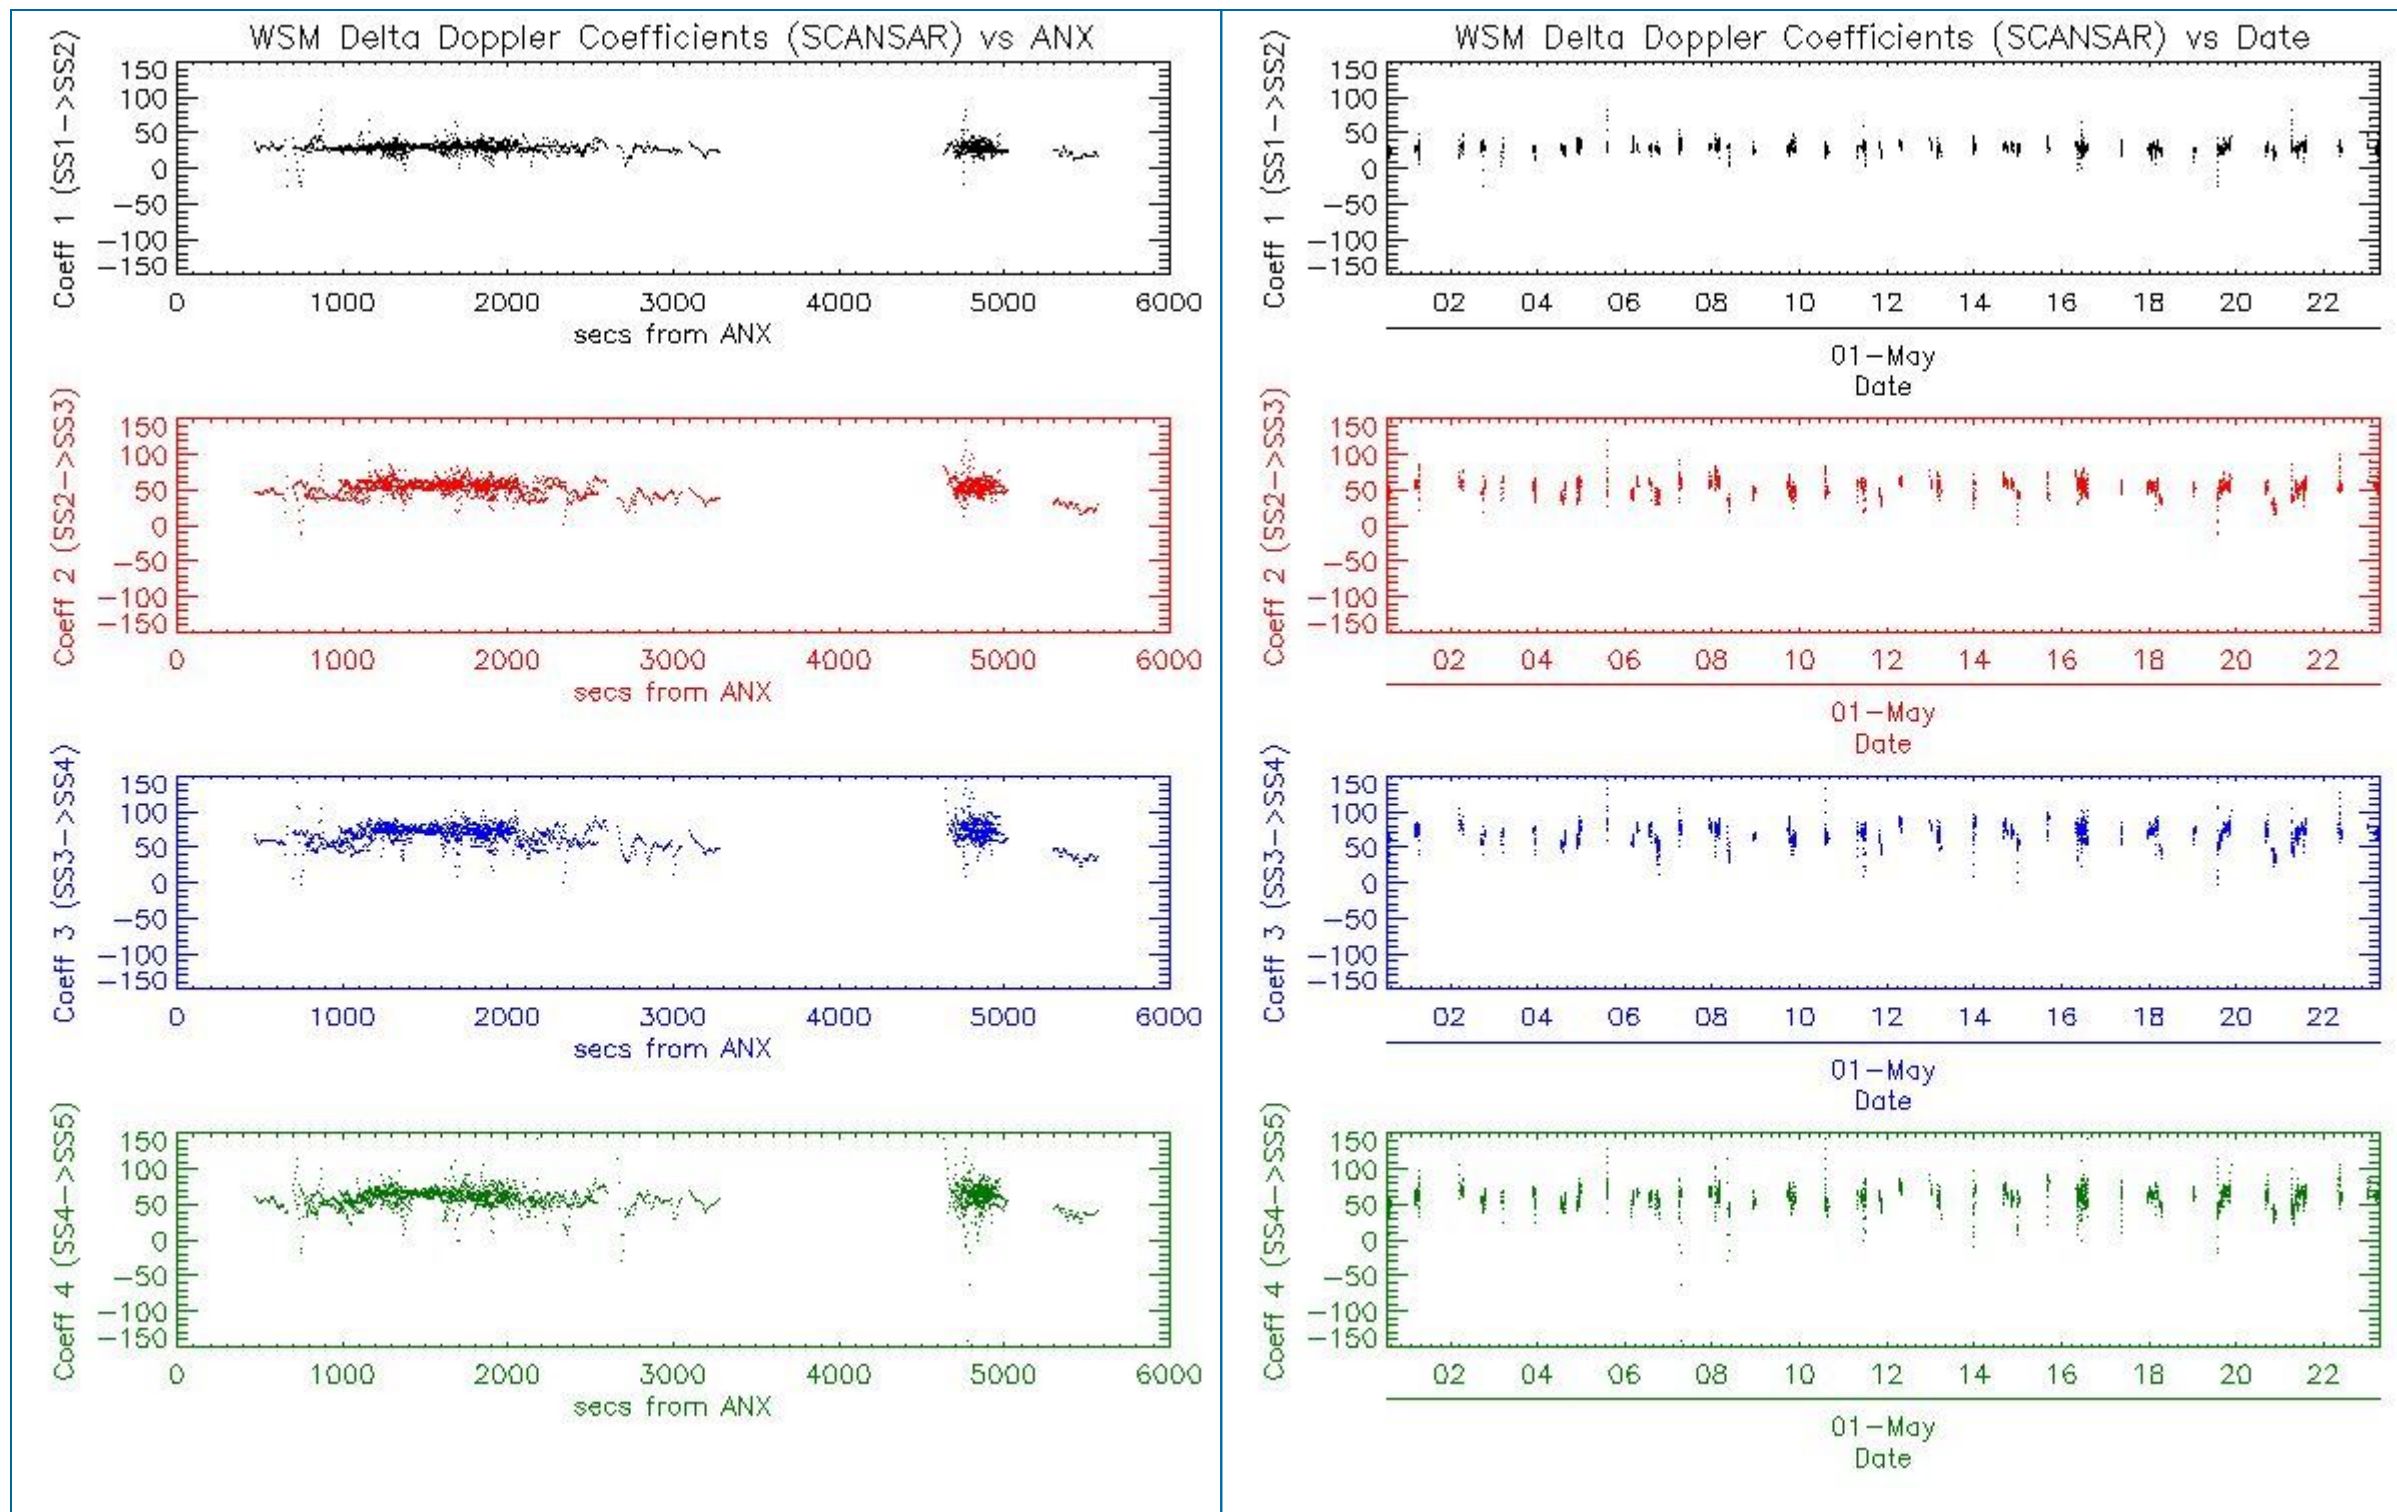 WSM Delta Doppler Coefficients (SCANSAR) vs ANX
Coeff 1 (SS1->SS2)
150
100
50
0
-50
-100
-150
0 1000 2000 3000 4000 5000 6000
secs from ANX
Coeff 2 (SS2->SS3)
150
100
50
0
-50
-100
-150
0 1000 2000 3000 4000 5000 6000
secs from ANX
Coeff 3 (SS3->SS4)
150
100
50
0
-50
-100
-150
0 1000 2000 3000 4000 5000 6000
secs from ANX
Coeff 4 (SS4->SS5)
150
100
50
0
-50
-100
-150
0 1000 2000 3000 4000 5000 6000
secs from ANX
WSM Delta Doppler Coefficients (SCANSAR) vs Date
Coeff 1 (SS1->SS2)
150
100
50
0
-50
-100
-150
02 04 06 08 10 12 14 16 18 20 22
01-May
Date
Coeff 2 (SS2->SS3)
150
100
50
0
-50
-100
-150
02 04 06 08 10 12 14 16 18 20 22
01-May
Date
Coeff 3 (SS3->SS4)
150
100
50
0
-50
-100
-150
02 04 06 08 10 12 14 16 18 20 22
01-May
Date
Coeff 4 (SS4->SS5)
150
100
50
0
-50
-100
-150
02 04 06 08 10 12 14 16 18 20 22
01-May
Date